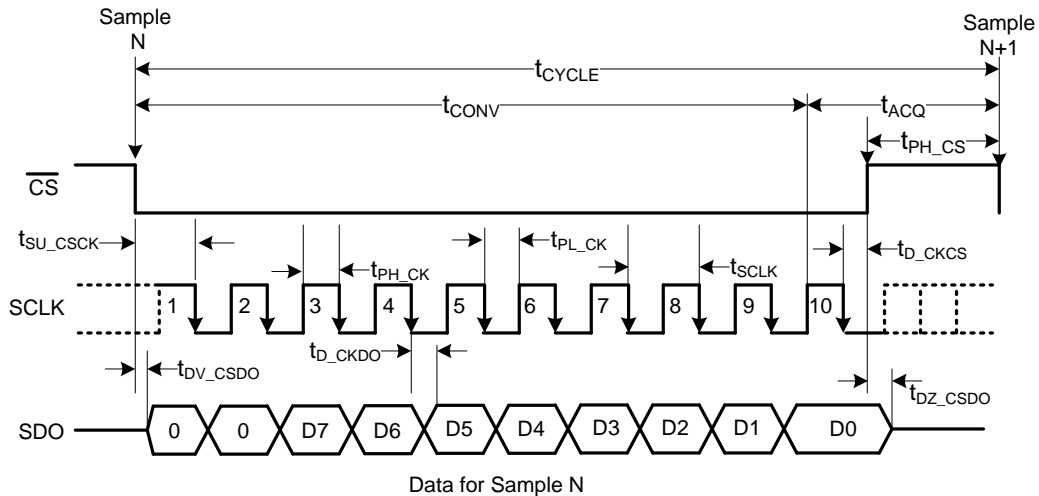 Sample
N
Sample
N+1
tCYCLE
tCONV
tACQ
tPH_CS
CS
tSU_CSCK
tPH_CK
tPL_CK
tSCLK
tD_CKCS
SCLK
1 2 3 4 5 6 7 8 9 10
tD_CKDO
tDV_CSDO
tDZ_CSDO
SDO
0 0 D7 D6 D5 D4 D3 D2 D1 D0
Data for Sample N